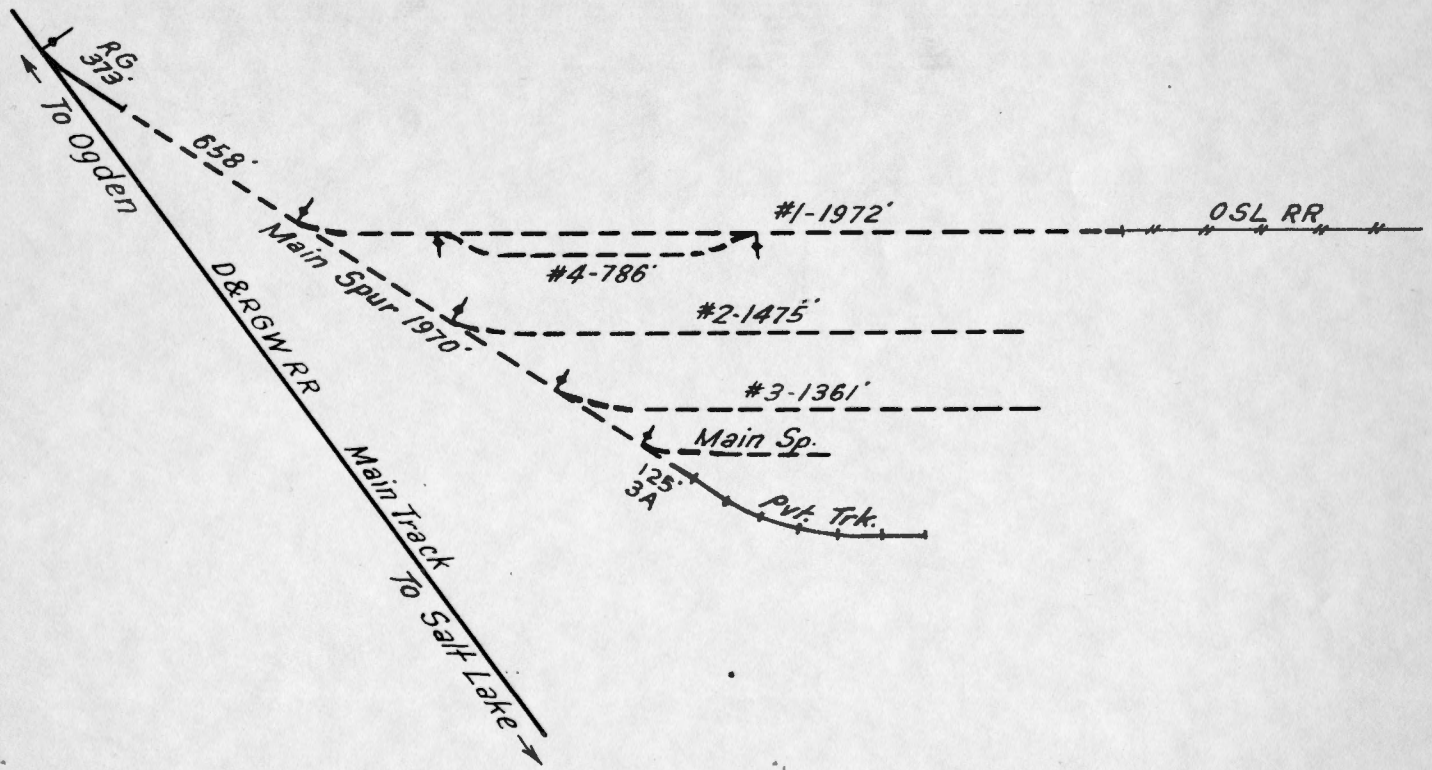 RG
373'
To Ogden
658'
#1-1972'
OSL RR
Main Spur 1970'
#4-786'
D&RGW RR
#2-1475'
#3-1361'
Main Sp.
125'
3A
Pvt. Trk.
Main Track
To Salt Lake